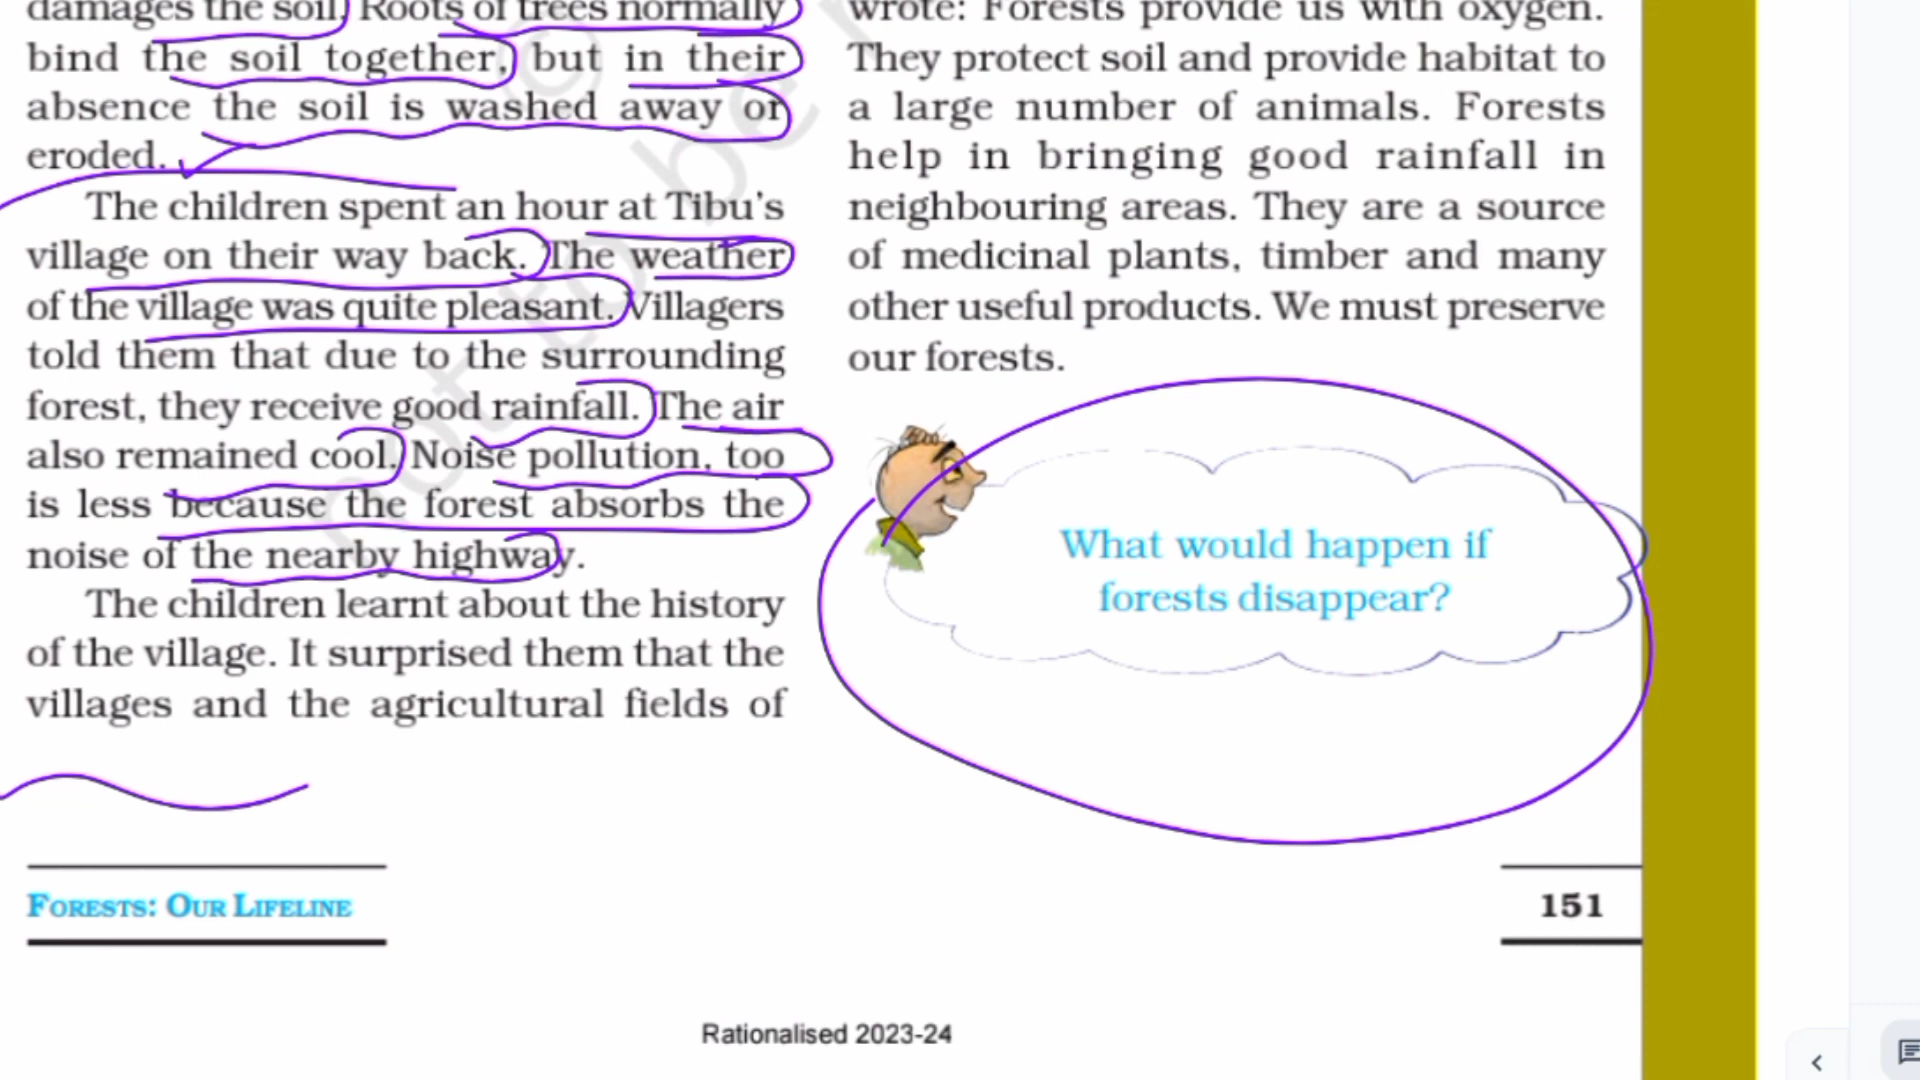 damages the soil. Roots of trees normally
bind the soil together, but in their
absence the soil is washed away or
eroded.
The children spent an hour at Tibu's
village on their way back. The weather
of the village was quite pleasant. Villagers
told them that due to the surrounding
forest, they receive good rainfall. The air
also remained cool. Noise pollution, too
is less because the forest absorbs the
noise of the nearby highway.
The children learnt about the history
of the village. It surprised them that the
villages and the agricultural fields of
wrote: Forests provide us with oxygen.
They protect soil and provide habitat to
a large number of animals. Forests
help in bringing good rainfall in
neighbouring areas. They are a source
of medicinal plants, timber and many
other useful products. We must preserve
our forests.
What would happen if
forests disappear?
FORESTS: OUR LIFELINE
151
Rationalised 2023-24
not to be r
©